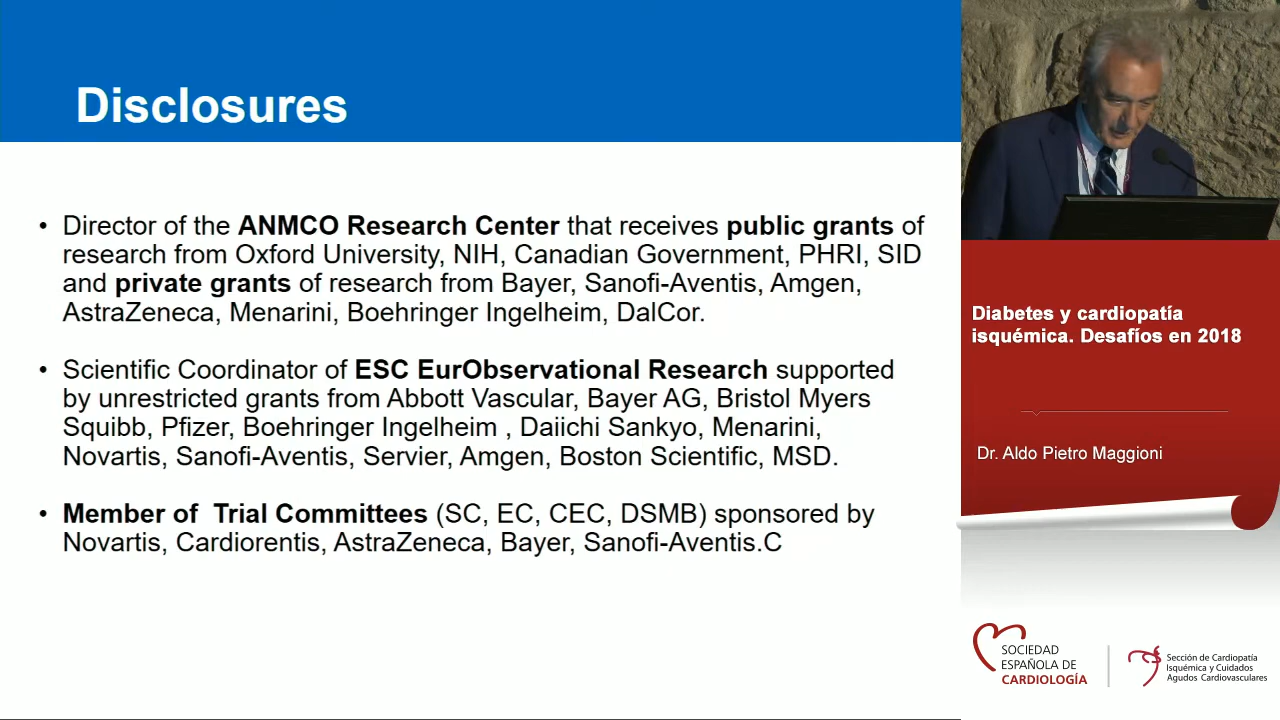 Disclosures
• Director of the ANMCO Research Center that receives public grants of
research from Oxford University, NIH, Canadian Government, PHRI, SID
and private grants of research from Bayer, Sanofi-Aventis, Amgen,
AstraZeneca, Menarini, Boehringer Ingelheim, DalCor.
• Scientific Coordinator of ESC EurObservational Research supported
by unrestricted grants from Abbott Vascular, Bayer AG, Bristol Myers
Squibb, Pfizer, Boehringer Ingelheim , Daiichi Sankyo, Menarini,
Novartis, Sanofi-Aventis, Servier, Amgen, Boston Scientific, MSD.
• Member of  Trial Committees (SC, EC, CEC, DSMB) sponsored by
Novartis, Cardiorentis, AstraZeneca, Bayer, Sanofi-Aventis.C
Diabetes y cardiopatía
isquémica. Desafíos en 2018
Dr. Aldo Pietro Maggioni
SOCIEDAD
ESPAÑOLA DE
CARDIOLOGÍA
Sección de Cardiopatía
Isquémica y Cuidados
Agudos Cardiovasculares